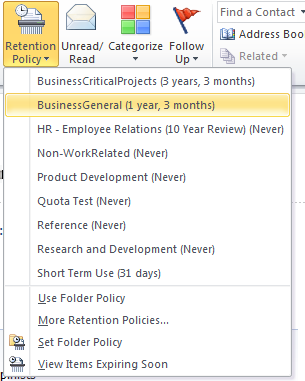 Find a Contact
Retention Policy
Unread/ Read
Categorize
Follow Up
Address Boo
Related
BusinessCriticalProjects (3 years, 3 months)
BusinessGeneral (1 year, 3 months)
HR - Employee Relations (10 Year Review) (Never)
Non-WorkRelated (Never)
Product Development (Never)
Quota Test (Never)
Reference (Never)
Research and Development (Never)
Short Term Use (31 days)
Use Folder Policy
More Retention Policies...
Set Folder Policy
View Items Expiring Soon